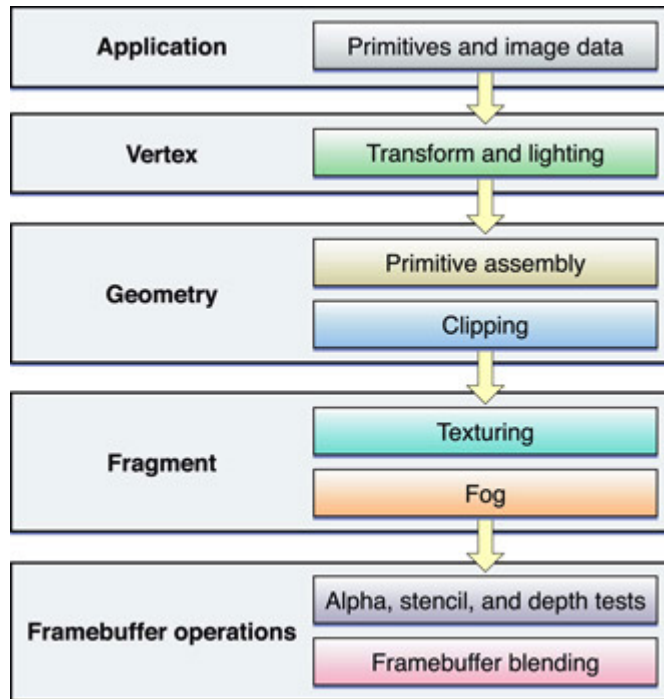 Application
Primitives and image data
Vertex
Transform and lighting
Geometry
Primitive assembly
Clipping
Fragment
Texturing
Fog
Framebuffer operations
Alpha, stencil, and depth tests
Framebuffer blending